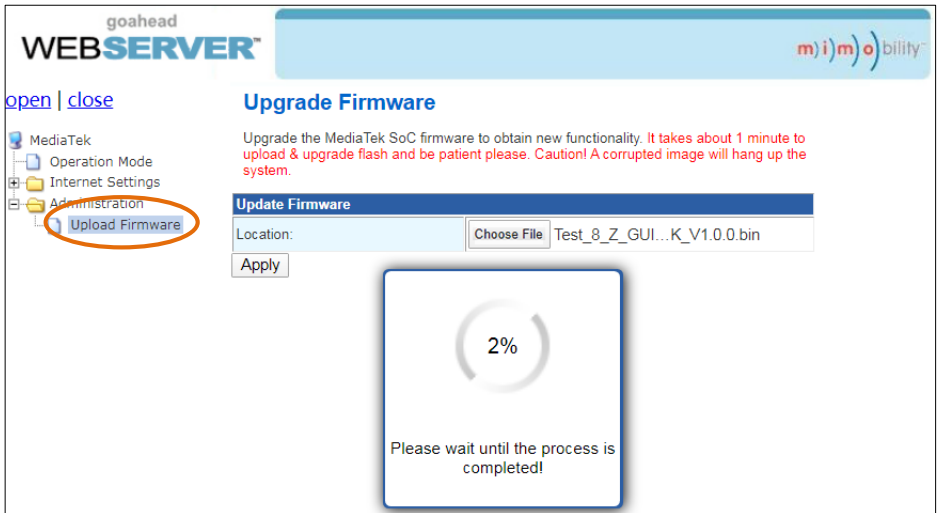 goahead
WEBSERVER™
m)i)m)o)bility™
open | close
MediaTek
Operation Mode
Internet Settings
Administration
Upload Firmware
Upgrade Firmware
Upgrade the MediaTek SoC firmware to obtain new functionality. It takes about 1 minute to
upload & upgrade flash and be patient please. Caution! A corrupted image will hang up the
system.
Update Firmware
Location:
Choose File Test_8_Z_GUI...K_V1.0.0.bin
Apply
2%
Please wait until the process is
completed!